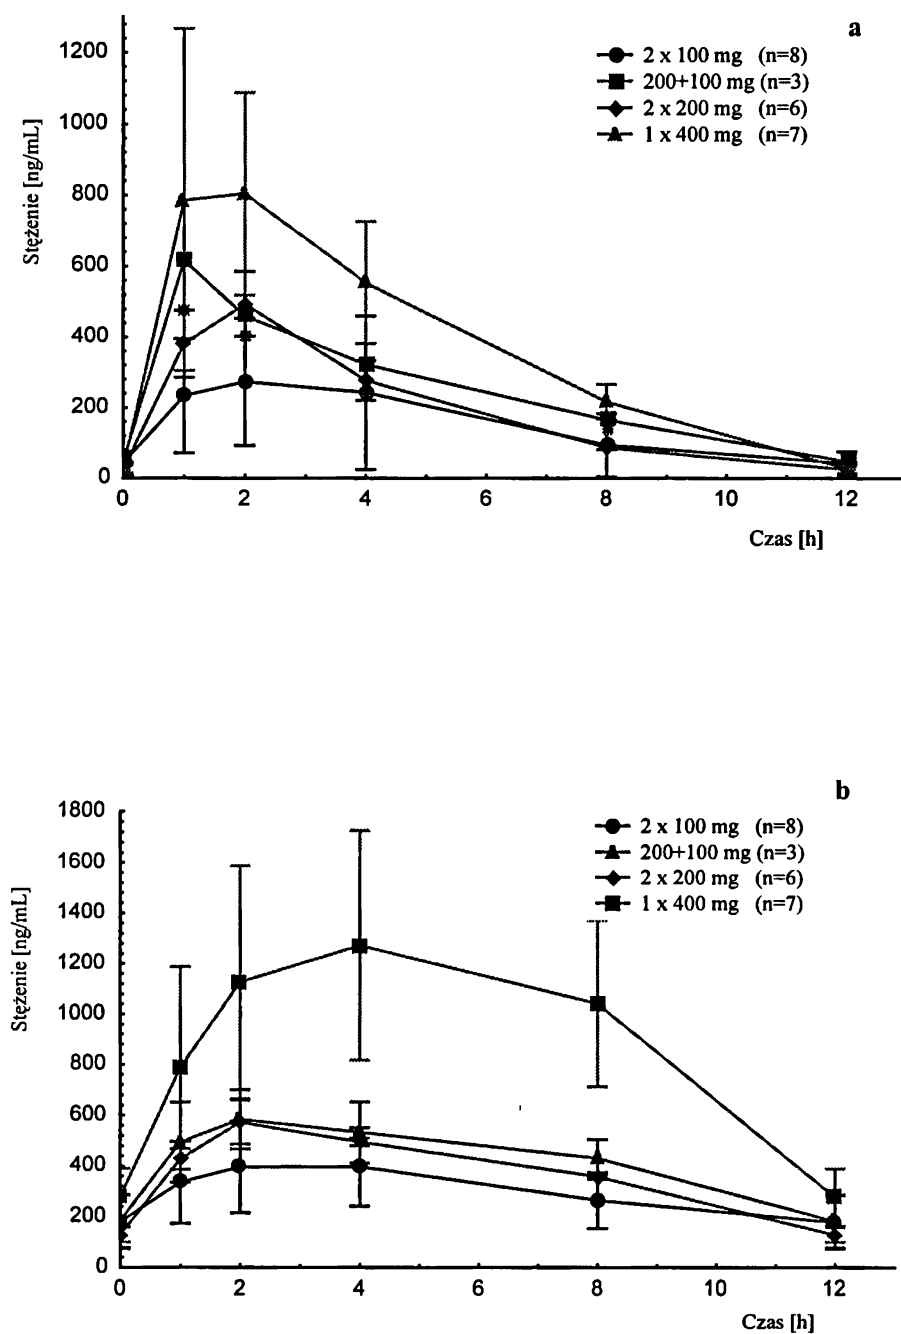 a
1200
1000
800
600
400
200
0
Stężenie [ng/mL]
2 x 100 mg (n=8)
200+100 mg (n=3)
2 x 200 mg (n=6)
1 x 400 mg (n=7)
0 2 4 6 8 10 12
Czas [h]
b
1800
1600
1400
1200
1000
800
600
400
200
0
Stężenie [ng/mL]
2 x 100 mg (n=8)
200+100 mg (n=3)
2 x 200 mg (n=6)
1 x 400 mg (n=7)
0 2 4 6 8 10 12
Czas [h]